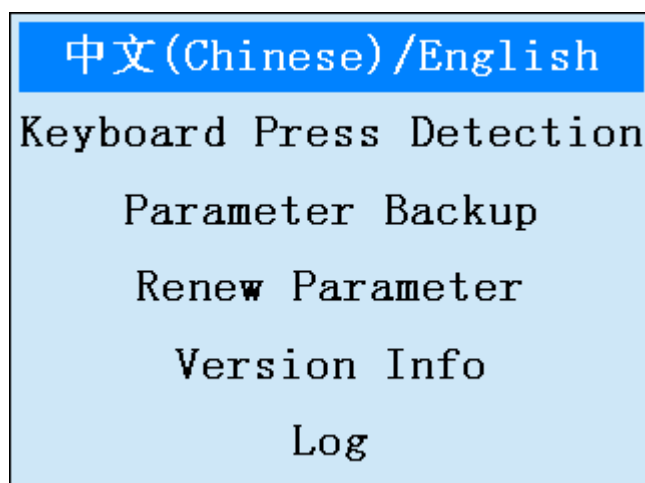 中文(Chinese)/English
Keyboard Press Detection
Parameter Backup
Renew Parameter
Version Info
Log